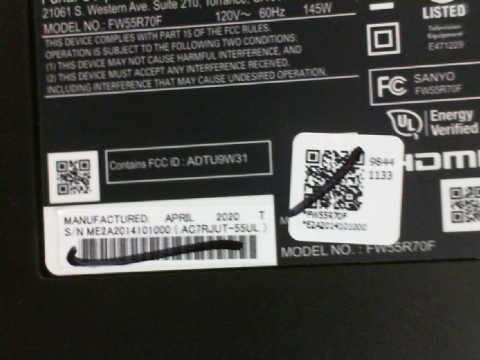 21061 S. Western Ave. Suite 210, Torrance,
120V~ 60Hz 145W
MODEL NO.: FW55R70F
THIS DEVICE COMPLIES WITH PART 15 OF THE FCC RULES.
OPERATION IS SUBJECT TO THE FOLLOWING TWO CONDITIONS:
(1) THIS DEVICE MAY NOT CAUSE HARMFUL INTERFERENCE, AND
(2) THIS DEVICE MUST ACCEPT ANY INTERFERENCE RECEIVED,
INCLUDING INTERFERENCE THAT MAY CAUSE UNDESIRED OPERATION.
LISTED
Television
Equipment
E471229
FC SANYO
FW55R70F
UL Energy
Verified
HDMI
Contains FCC ID : ADTU9W31
9844
1133
*FW55R70F
*E2A2014101000
MANUFACTURED: APRIL 2020 T
S/N ME2A2014101000 ( AC7RJUT-55UL )
MODEL NO. : FW55R70F